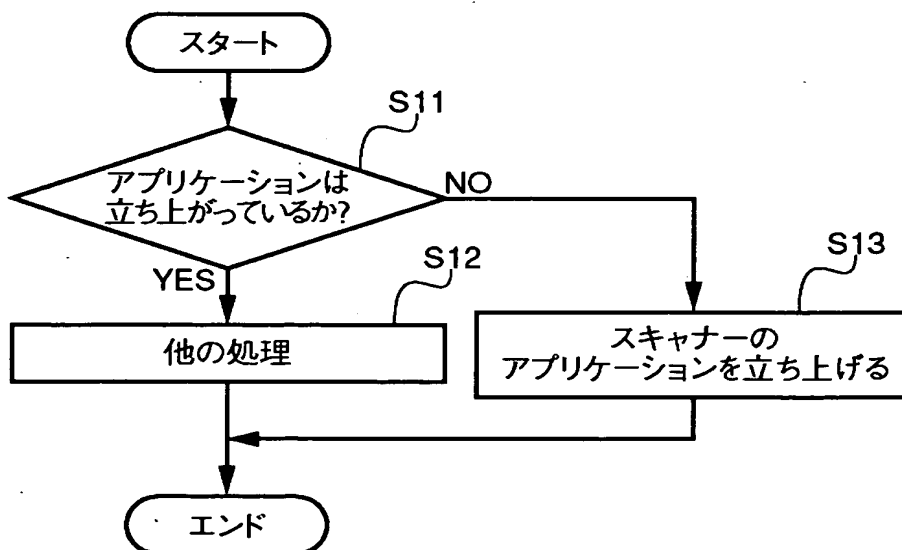 スタート
S11
アプリケーションは
立ち上がっているか?
NO
YES
S12
他の処理
S13
スキャナーの
アプリケーションを立ち上げる
エンド